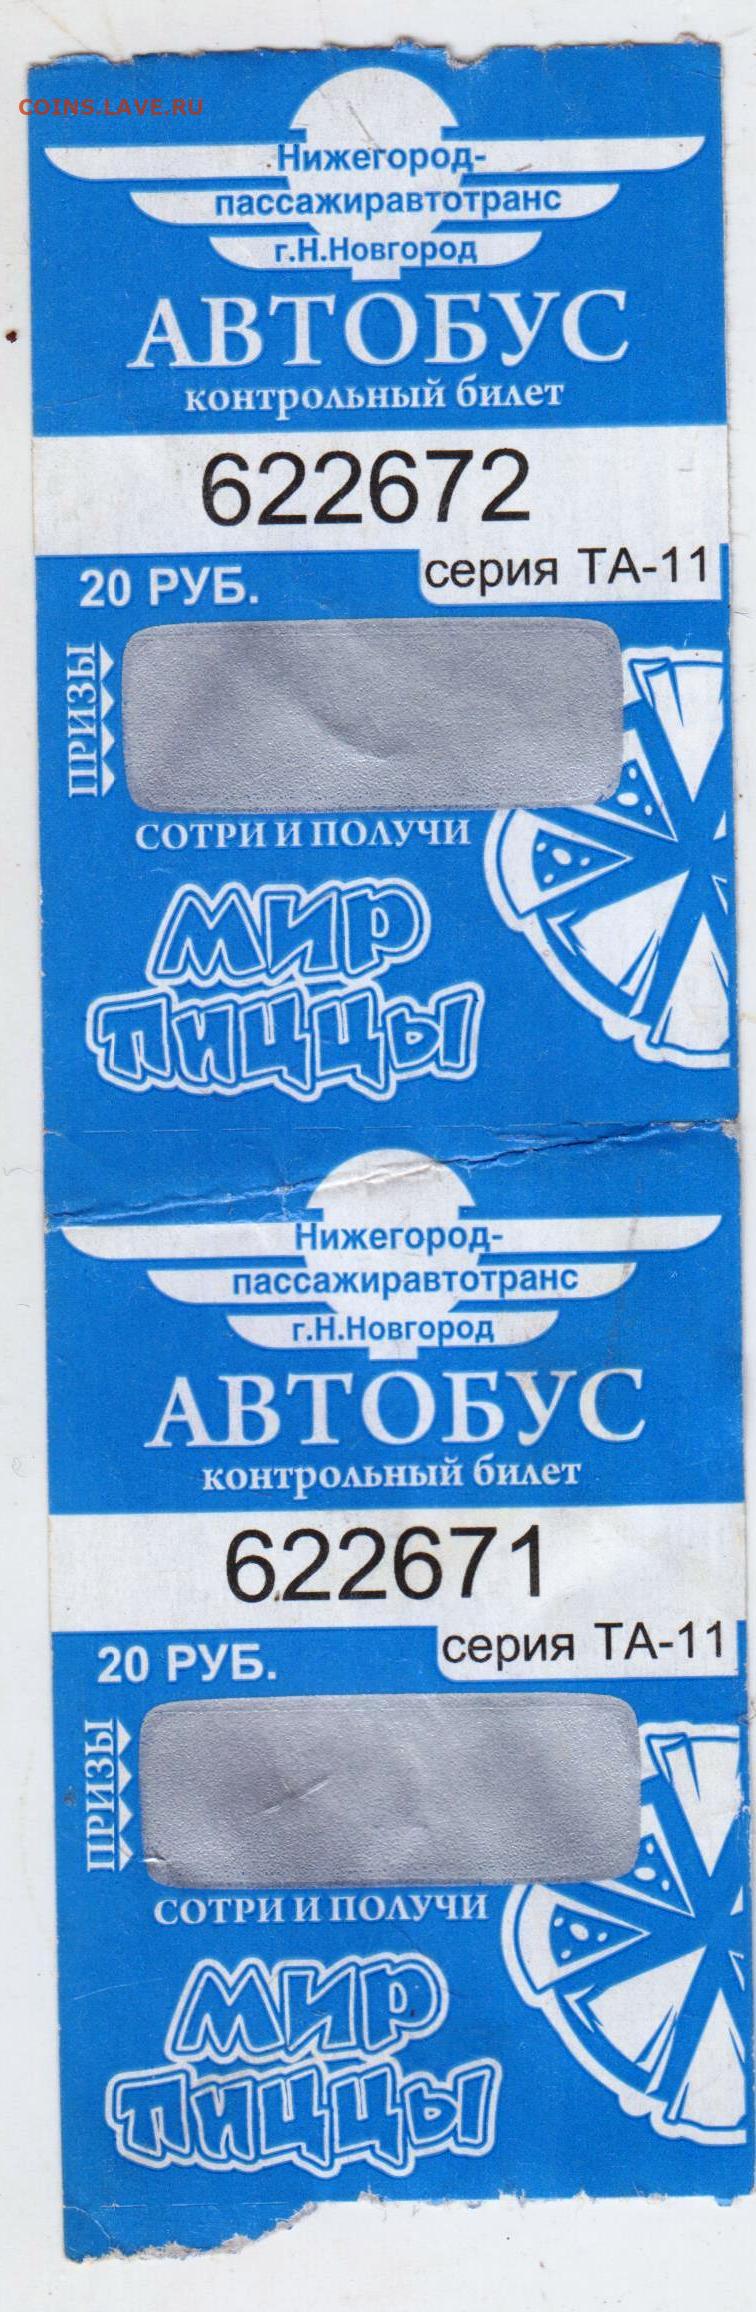 COINS.LAVE.RU
Нижегород-
пассажиравтотранс
г.Н.Новгород
АВТОБУС
контрольный билет
622672
серия ТА-11
20 РУБ.
ПРИЗЫ
СОТРИ И ПОЛУЧИ
МИР
ПИЦЦЫ
Нижегород-
пассажиравтотранс
г.Н.Новгород
АВТОБУС
контрольный билет
622671
серия ТА-11
20 РУБ.
ПРИЗЫ
СОТРИ И ПОЛУЧИ
МИР
ПИЦЦЫ